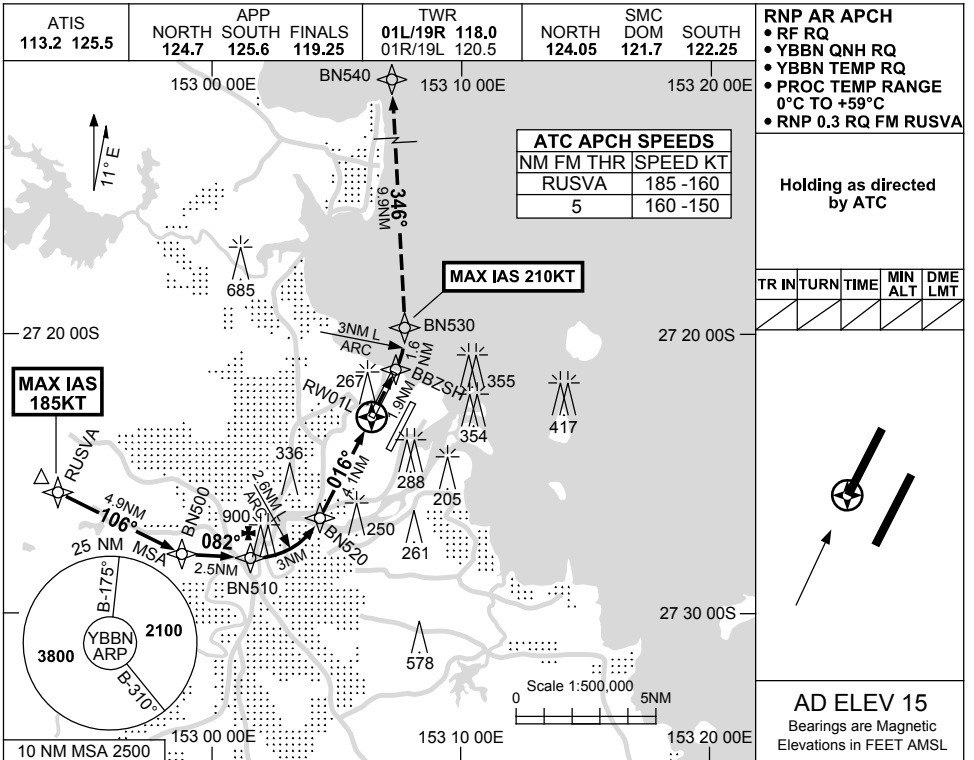 ATIS
113.2 125.5
APP
NORTH SOUTH FINALS
124.7 125.6 119.25
TWR
01L/19R 118.0
01R/19L 120.5
SMC
NORTH DOM SOUTH
124.05 121.7 122.25
RNP AR APCH
• RF RQ
• YBBN QNH RQ
• YBBN TEMP RQ
• PROC TEMP RANGE
0°C TO +59°C
• RNP 0.3 RQ FM RUSVA
Holding as directed
by ATC
TR IN TURN TIME MIN ALT DME LMT
153 00 00E
BN540
153 10 00E
153 20 00E
11° E
ATC APCH SPEEDS
NM FM THR SPEED KT
RUSVA 185 -160
5 160 -150
346°
9.9NM
685
MAX IAS 210KT
27 20 00S
BN530
3NM L
ARC
1.6
NM
BBZSH
267
355
RW01L
1.9NM
354
417
MAX IAS
185KT
RUSVA
336
016°
4.1NM
288
205
4.9NM
106°
BN500
900
2.6NM L
ARC
250
261
082°
2.5NM
3NM
BN520
BN510
25 NM MSA
B-175°
YBBN
ARP
2100
3800
B-310°
27 30 00S
578
Scale 1:500,000
0 5NM
10 NM MSA 2500
153 00 00E
153 10 00E
153 20 00E
AD ELEV 15
Bearings are Magnetic
Elevations in FEET AMSL